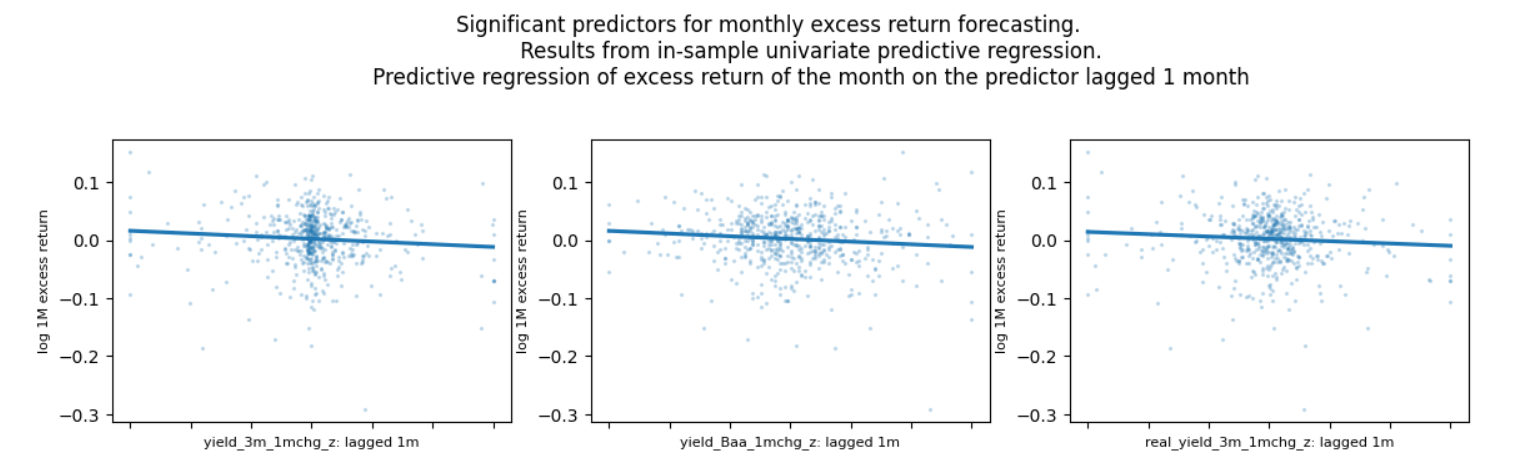 Significant predictors for monthly excess return forecasting.
Results from in-sample univariate predictive regression.
Predictive regression of excess return of the month on the predictor lagged 1 month
log 1M excess return
0.1
0.0
−0.1
−0.2
−0.3
yield_3m_1mchg_z: lagged 1m
log 1M excess return
0.1
0.0
−0.1
−0.2
−0.3
yield_Baa_1mchg_z: lagged 1m
log 1M excess return
0.1
0.0
−0.1
−0.2
−0.3
real_yield_3m_1mchg_z: lagged 1m